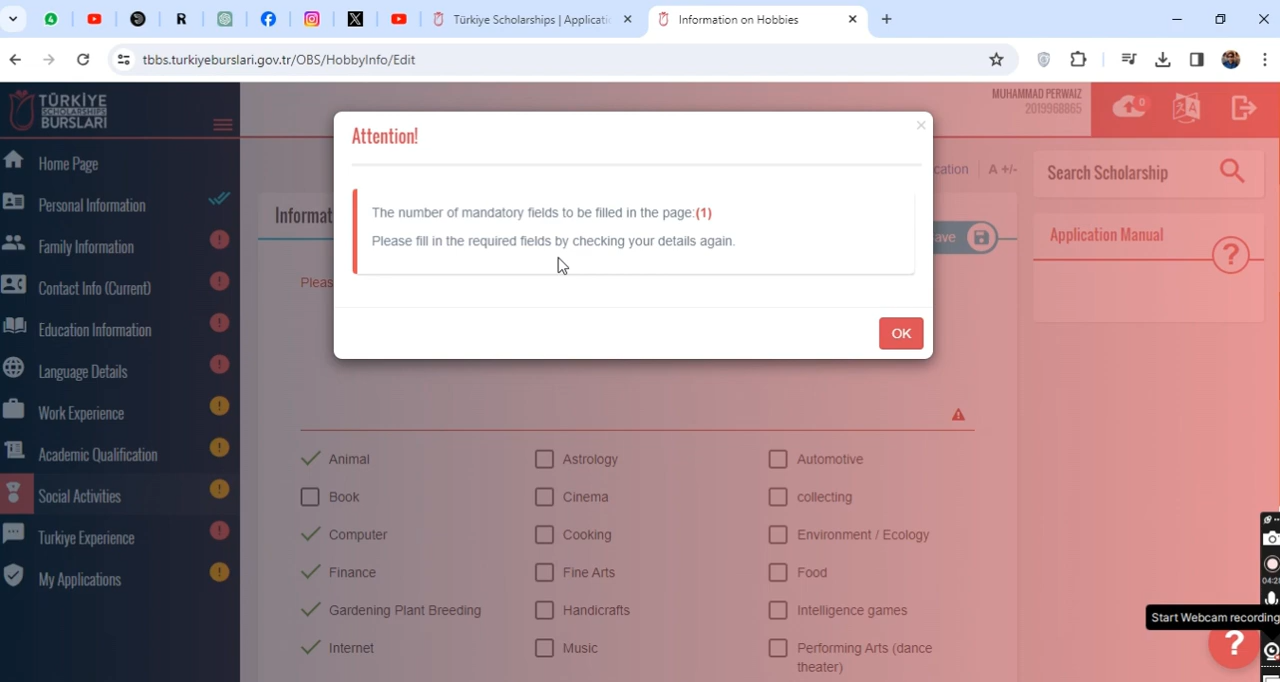 Türkiye Scholarships | Applicati
Information on Hobbies
tbbs.turkiyeburslari.gov.tr/OBS/HobbyInfo/Edit
TÜRKİYE
SCHOLARSHIPS
BURSLARI
MUHAMMAD PERWAIZ
2019968865
0
Home Page
Personal Information
Family Information
Contact Info (Current)
Education Information
Language Details
Work Experience
Academic Qualification
Social Activities
Turkiye Experience
My Applications
Attention!
The number of mandatory fields to be filled in the page:(1)
Please fill in the required fields by checking your details again.
OK
Informat
cation
A +/-
ave
Pleas
Animal
Astrology
Automotive
Book
Cinema
collecting
Computer
Cooking
Environment / Ecology
Finance
Fine Arts
Food
Gardening Plant Breeding
Handicrafts
Intelligence games
Internet
Music
Performing Arts (dance
theater)
Search Scholarship
Application Manual
?
Start Webcam recording
?